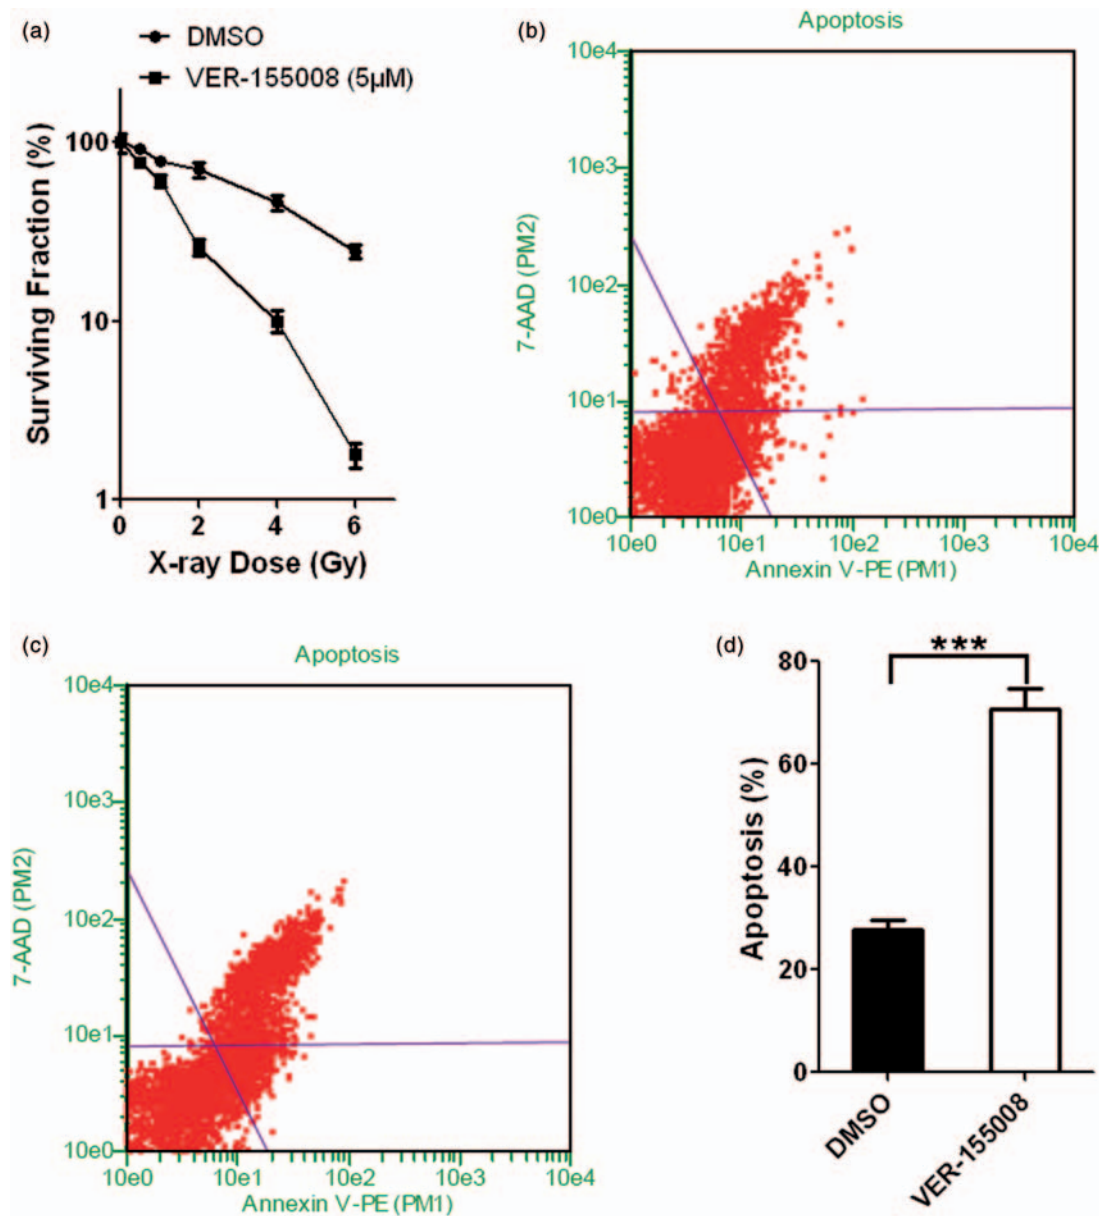 (a)
DMSO
VER-155008 (5µM)
Surviving Fraction (%)
100
10
1
0 2 4 6
X-ray Dose (Gy)
(b)
Apoptosis
7-AAD (PM2)
10e4
10e3
10e2
10e1
10e0
10e0 10e1 10e2 10e3 10e4
Annexin V-PE (PM1)
(c)
Apoptosis
7-AAD (PM2)
10e4
10e3
10e2
10e1
10e0
10e0 10e1 10e2 10e3 10e4
Annexin V-PE (PM1)
(d)
***
Apoptosis (%)
80
60
40
20
0
DMSO
VER-155008